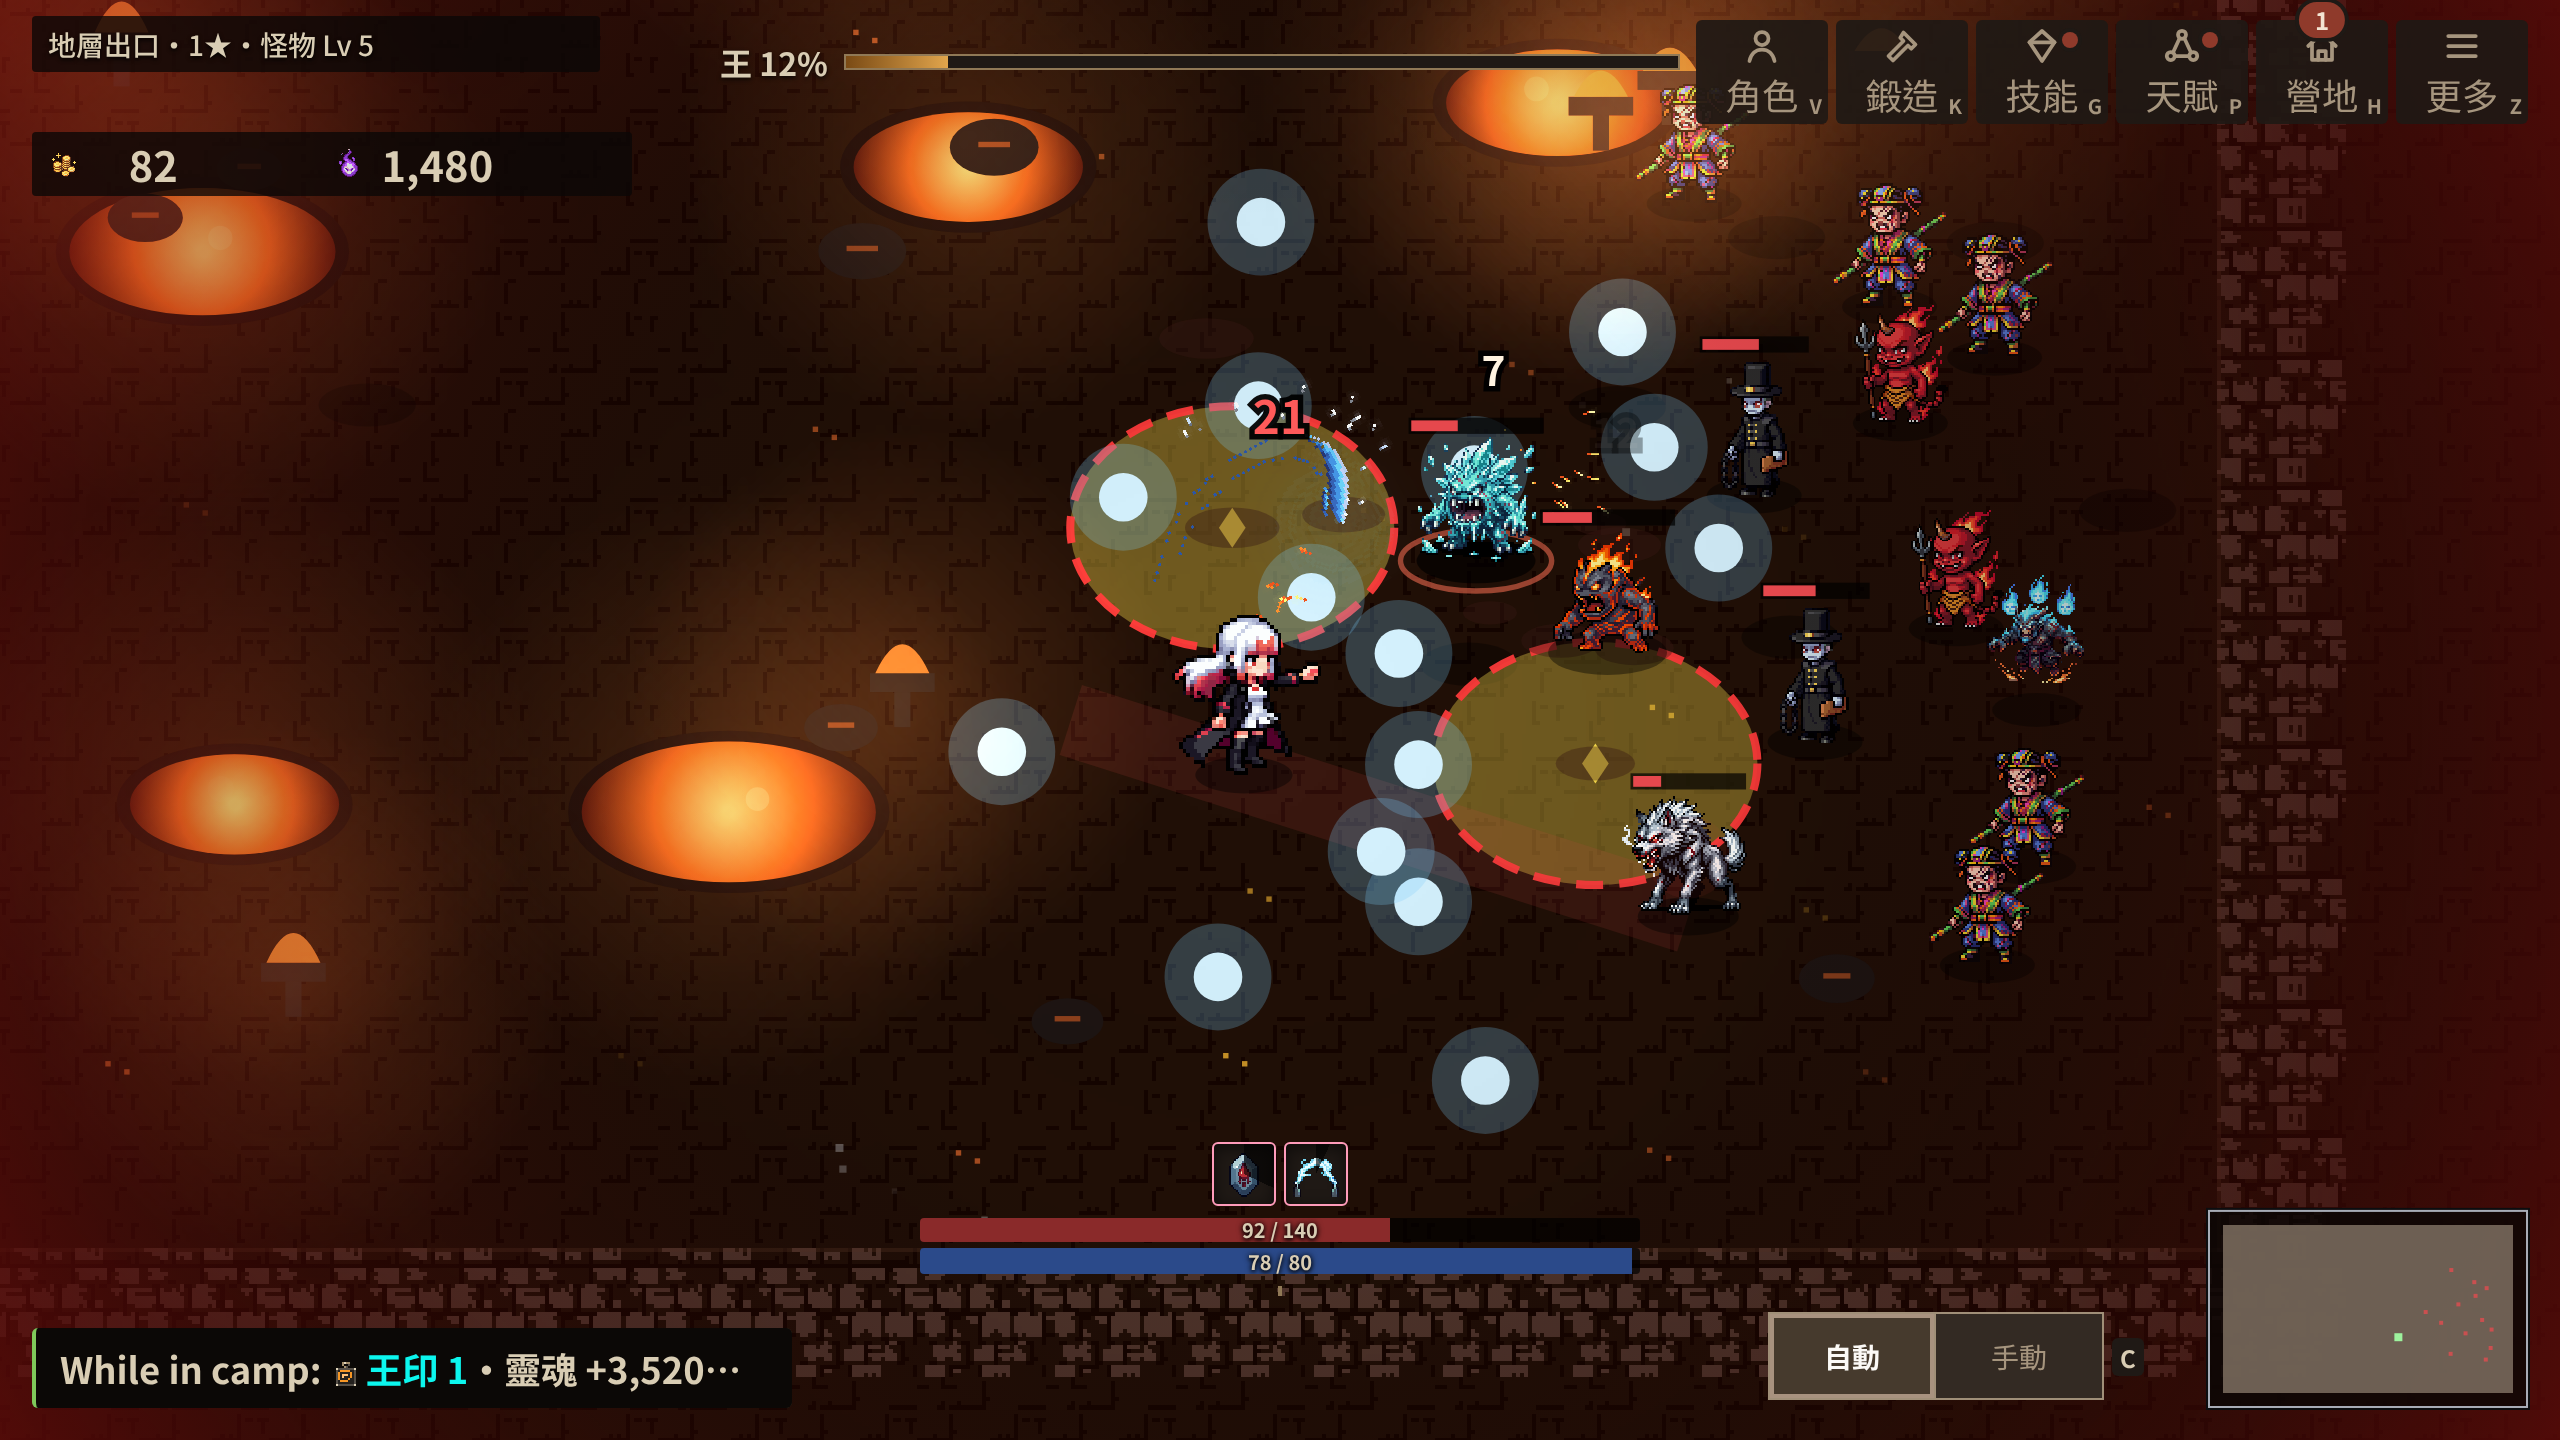 地層出口・1★・怪物 Lv 5
王 12%
角色 V
鍛造 K
技能 G
天賦 P
1
營地 H
更多 Z
82
1,480
7
21
92 / 140
78 / 80
While in camp: 王印 1・靈魂 +3,520…
自動
手動
C